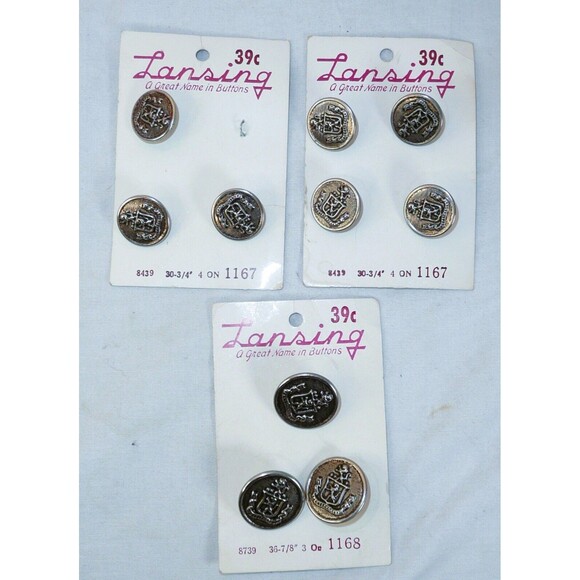 39c
Lansing
A Great Name in Buttons
8439 30-3/4" 4 ON 1167
39c
Lansing
A Great Name in Buttons
8439 30-3/4" 4 ON 1167
39c
Lansing
A Great Name in Buttons
8739 36-7/8" 3 On 1168